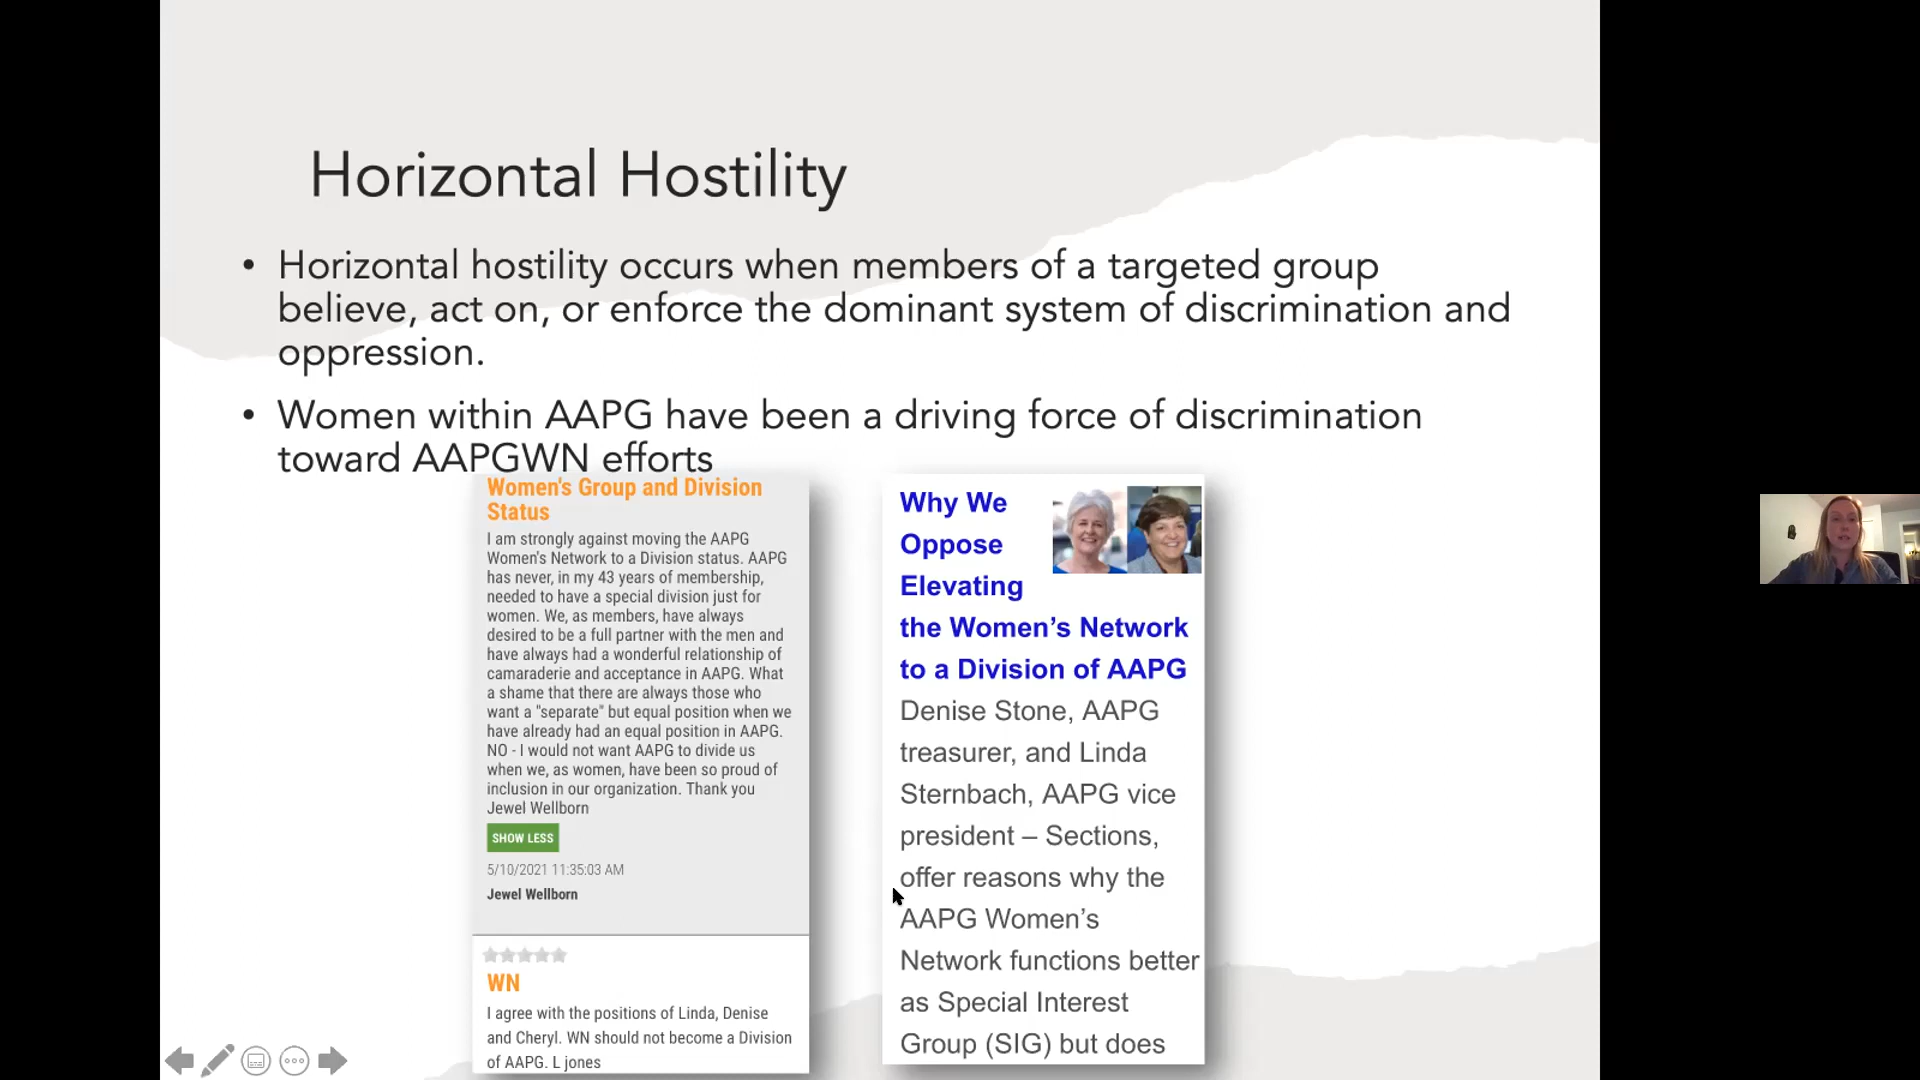 Horizontal Hostility
• Horizontal hostility occurs when members of a targeted group
believe, act on, or enforce the dominant system of discrimination and
oppression.
• Women within AAPG have been a driving force of discrimination
toward AAPGWN efforts
Women's Group and Division
Status
I am strongly against moving the AAPG
Women's Network to a Division status. AAPG
has never, in my 43 years of membership,
needed to have a special division just for
women. We, as members, have always
desired to be a full partner with the men and
have always had a wonderful relationship of
camaraderie and acceptance in AAPG. What
a shame that there are always those who
want a "separate" but equal position when we
have already had an equal position in AAPG.
NO - I would not want AAPG to divide us
when we, as women, have been so proud of
inclusion in our organization. Thank you
Jewel Wellborn
SHOW LESS
5/10/2021 11:35:03 AM
Jewel Wellborn
WN
I agree with the positions of Linda, Denise
and Cheryl. WN should not become a Division
of AAPG. L jones
Why We
Oppose
Elevating
the Women’s Network
to a Division of AAPG
Denise Stone, AAPG
treasurer, and Linda
Sternbach, AAPG vice
president – Sections,
offer reasons why the
AAPG Women’s
Network functions better
as Special Interest
Group (SIG) but does